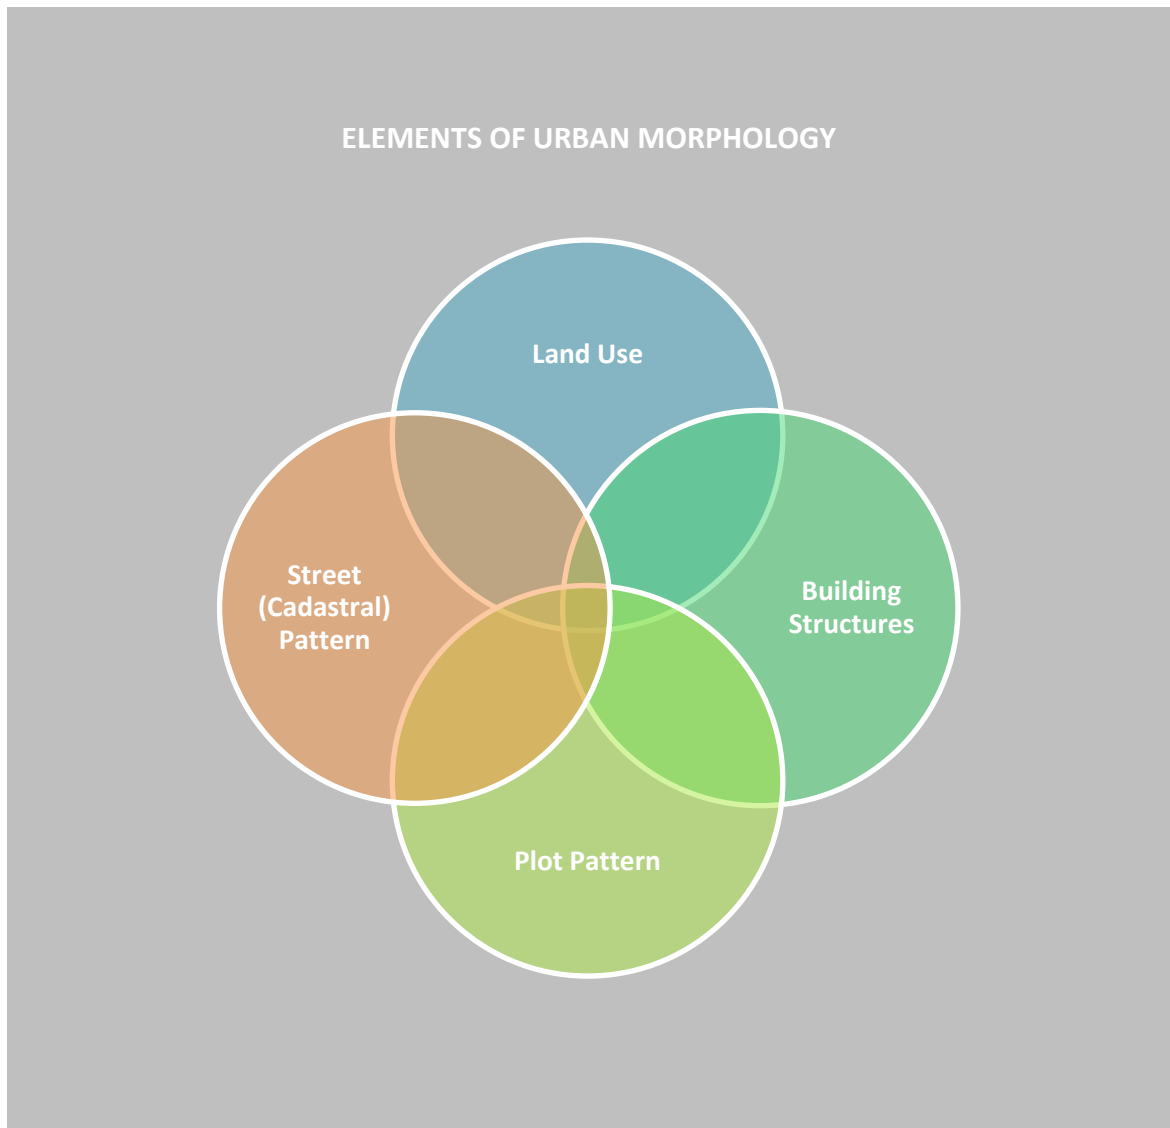 ELEMENTS OF URBAN MORPHOLOGY
Land Use
Street
(Cadastral)
Pattern
Building
Structures
Plot Pattern